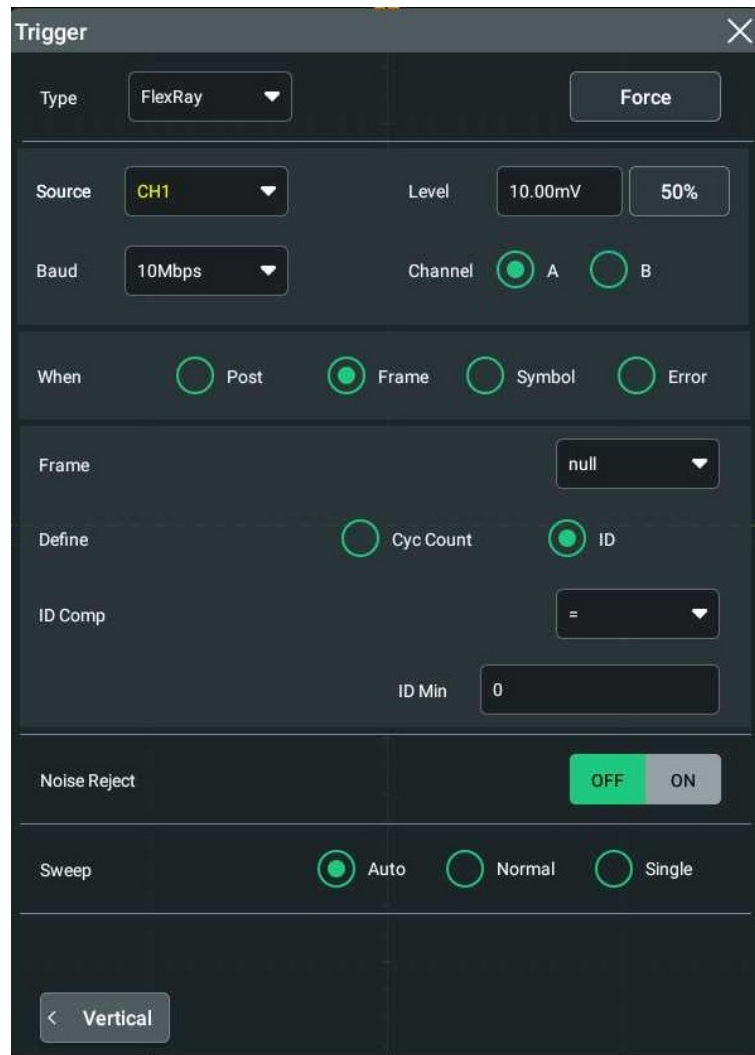 Trigger
Type FlexRay Force
Source CH1 Level 10.00mV 50%
Baud 10Mbps Channel A B
When Post Frame Symbol Error
Frame null
Define Cyc Count ID
ID Comp =
ID Min 0
Noise Reject OFF ON
Sweep Auto Normal Single
< Vertical